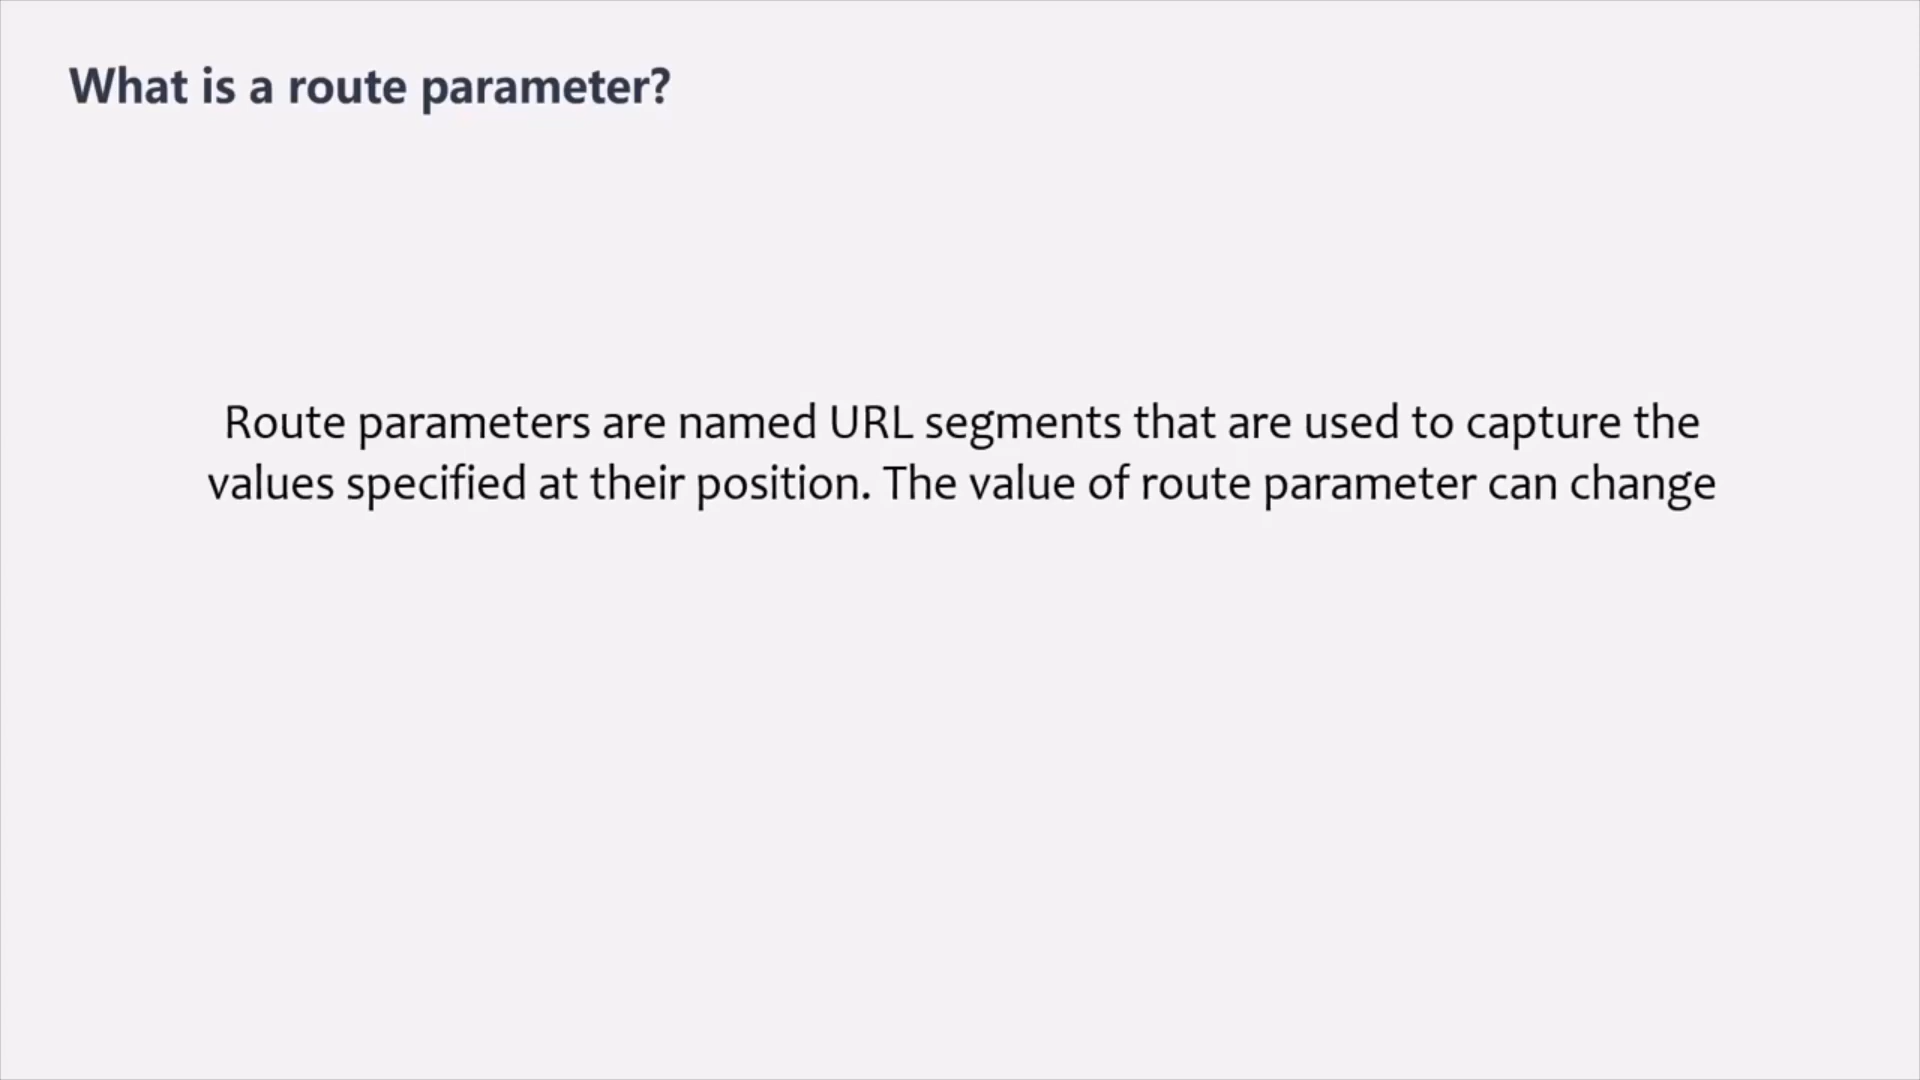 What is a route parameter?
Route parameters are named URL segments that are used to capture the
values specified at their position. The value of route parameter can change